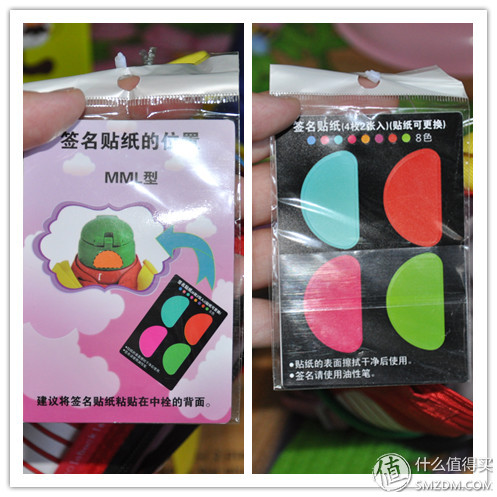 签名贴纸的位置
MML型
建议将签名贴纸粘贴在中栓的背面。
签名贴纸(4枚2张入)(贴纸可更换)
8色
●贴纸的表面擦拭干净后使用。
●签名请使用油性笔。
值 什么值得买
SMZDM.COM